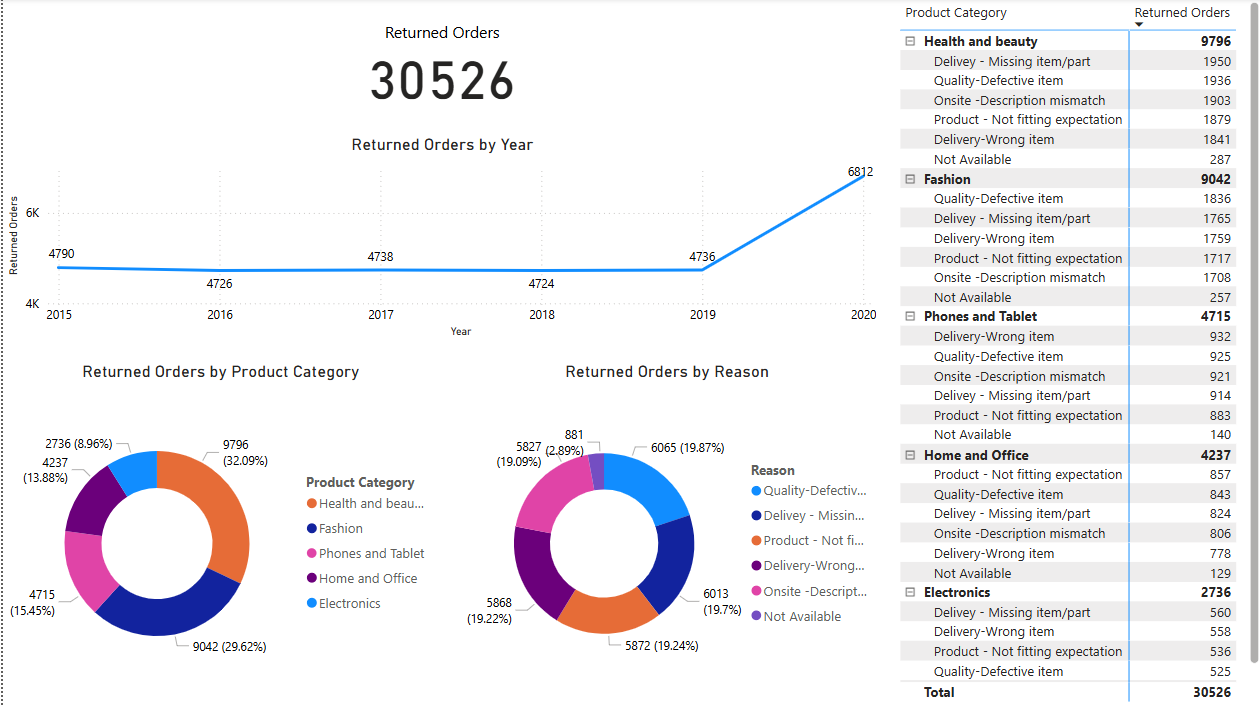 Returned Orders
30526
Returned Orders by Year
Returned Orders
6K
4K
4790
4726
4738
4724
4736
6812
2015 2016 2017 2018 2019 2020
Year
Returned Orders by Product Category
2736 (8.96%)
4237
(13.88%)
4715
(15.45%)
9796
(32.09%)
9042 (29.62%)
Product Category
Health and beau...
Fashion
Phones and Tablet
Home and Office
Electronics
Returned Orders by Reason
881
(2.89%)
5827
(19.09%)
5868
(19.22%)
6065 (19.87%)
6013
(19.7%)
5872 (19.24%)
Reason
Quality-Defectiv...
Delivey - Missin...
Product - Not fi...
Delivery-Wrong...
Onsite -Descript...
Not Available
Product Category Returned Orders
Health and beauty 9796
Delivey - Missing item/part 1950
Quality-Defective item 1936
Onsite -Description mismatch 1903
Product - Not fitting expectation 1879
Delivery-Wrong item 1841
Not Available 287
Fashion 9042
Quality-Defective item 1836
Delivey - Missing item/part 1765
Delivery-Wrong item 1759
Product - Not fitting expectation 1717
Onsite -Description mismatch 1708
Not Available 257
Phones and Tablet 4715
Delivery-Wrong item 932
Quality-Defective item 925
Onsite -Description mismatch 921
Delivey - Missing item/part 914
Product - Not fitting expectation 883
Not Available 140
Home and Office 4237
Product - Not fitting expectation 857
Quality-Defective item 843
Delivey - Missing item/part 824
Onsite -Description mismatch 806
Delivery-Wrong item 778
Not Available 129
Electronics 2736
Delivey - Missing item/part 560
Delivery-Wrong item 558
Product - Not fitting expectation 536
Quality-Defective item 525
Total 30526